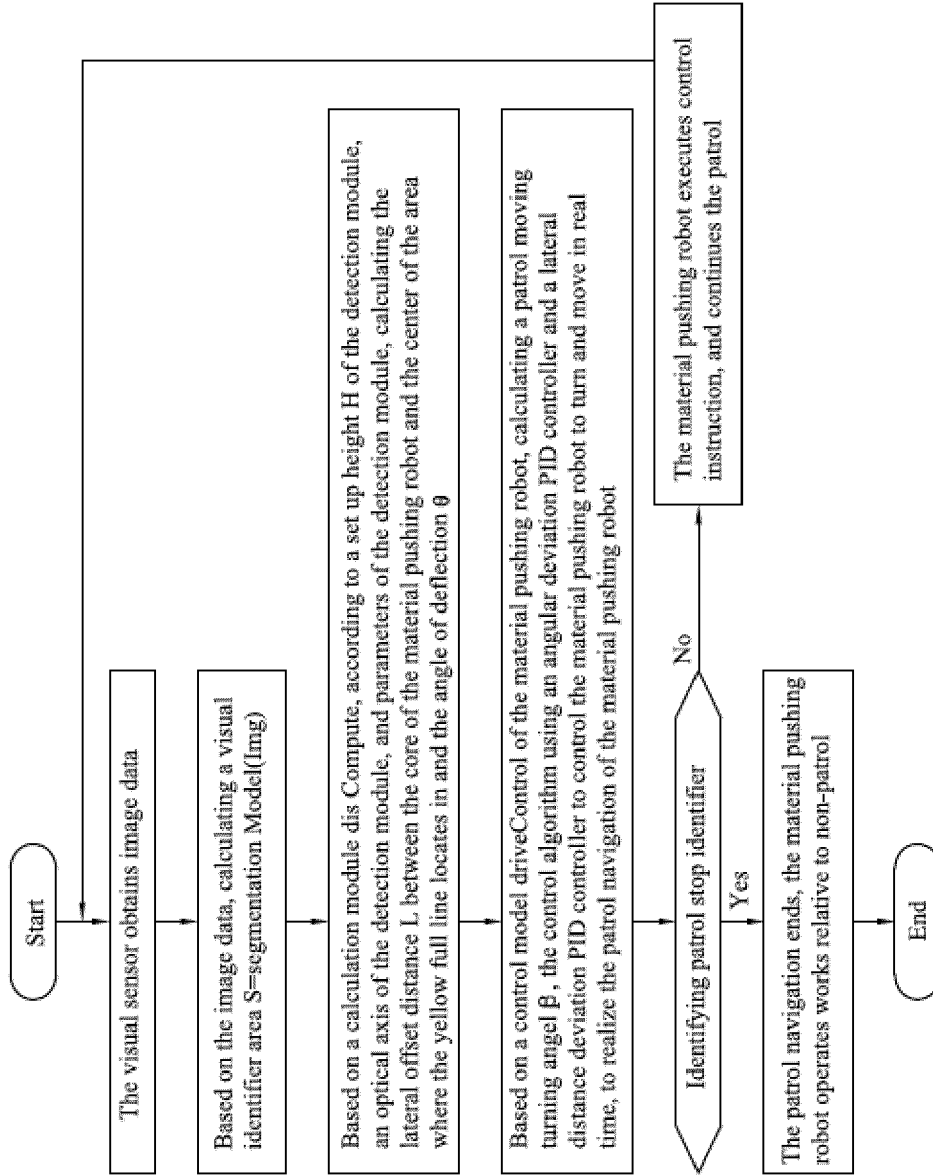 Start
The visual sensor obtains image data
Based on the image data, calculating a visual
identifier area S=segmentation Model(Img)
Based on a calculation module dis Compute, according to a set up height H of the detection module,
an optical axis of the detection module, and parameters of the detection module, calculating the
lateral offset distance L between the core of the material pushing robot and the center of the area
where the yellow full line locates in and the angle of deflection θ
Based on a control model driveControl of the material pushing robot, calculating a patrol moving
turning angel β, the control algorithm using an angular deviation PID controller and a lateral
distance deviation PID controller to control the material pushing robot to turn and move in real
time, to realize the patrol navigation of the material pushing robot
Identifying patrol stop identifier
No
The material pushing robot executes control
instruction, and continues the patrol
Yes
The patrol navigation ends, the material pushing
robot operates works relative to non-patrol
End